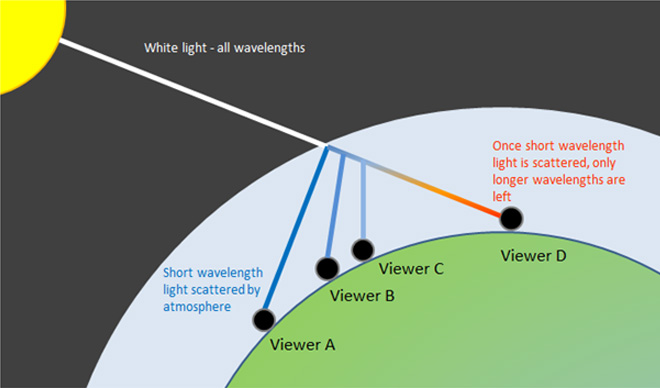 White light - all wavelengths
Once short wavelength
light is scattered, only
longer wavelengths are
left
Viewer D
Viewer C
Short wavelength
light scattered by
atmosphere
Viewer B
Viewer A